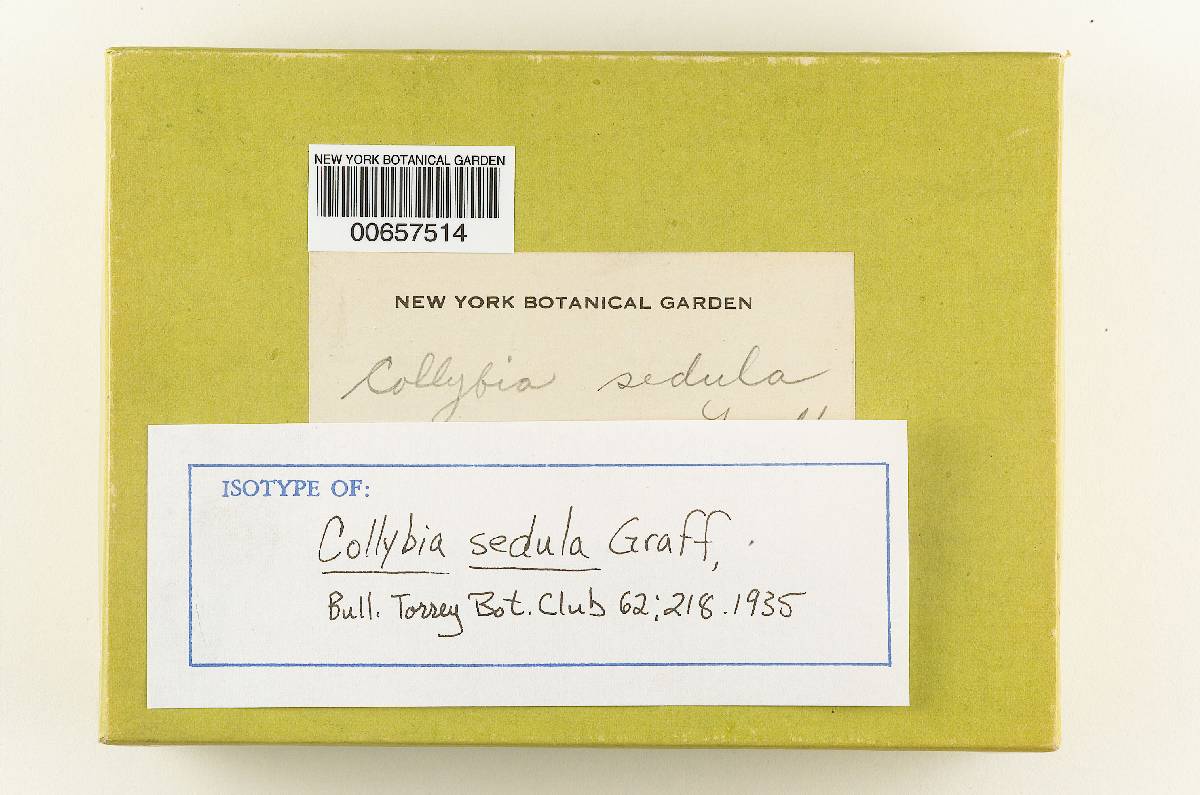 NEW YORK BOTANICAL GARDEN
00657514
NEW YORK BOTANICAL GARDEN
Collybia sedula
ISOTYPE OF:
Collybia sedula Graff,
Bull. Torrey Bot. Club 62:218.1935